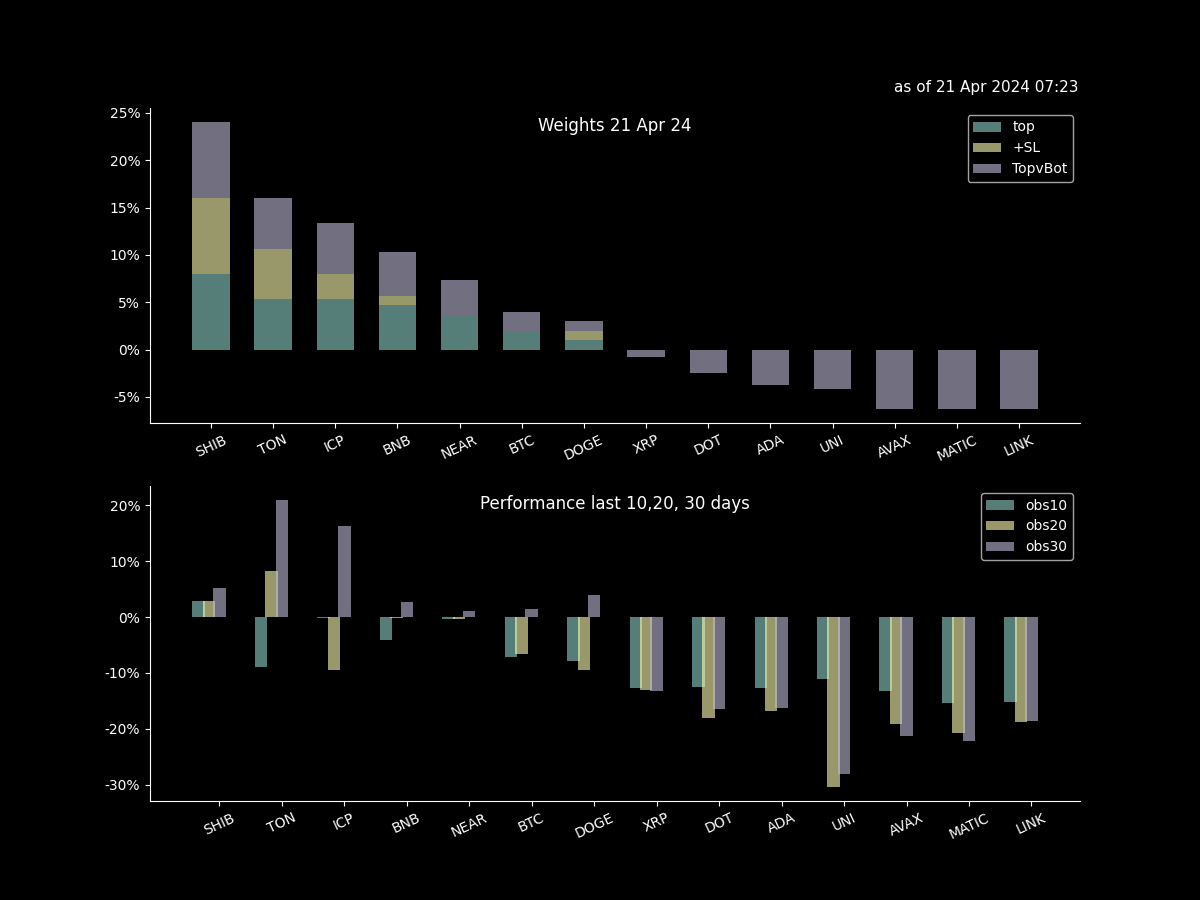 as of 21 Apr 2024 07:23
Weights 21 Apr 24
top
+SL
TopvBot
25%
20%
15%
10%
5%
0%
-5%
SHIB TON ICP BNB NEAR BTC DOGE XRP DOT ADA UNI AVAX MATIC LINK
Performance last 10,20, 30 days
obs10
obs20
obs30
20%
10%
0%
-10%
-20%
-30%
SHIB TON ICP BNB NEAR BTC DOGE XRP DOT ADA UNI AVAX MATIC LINK